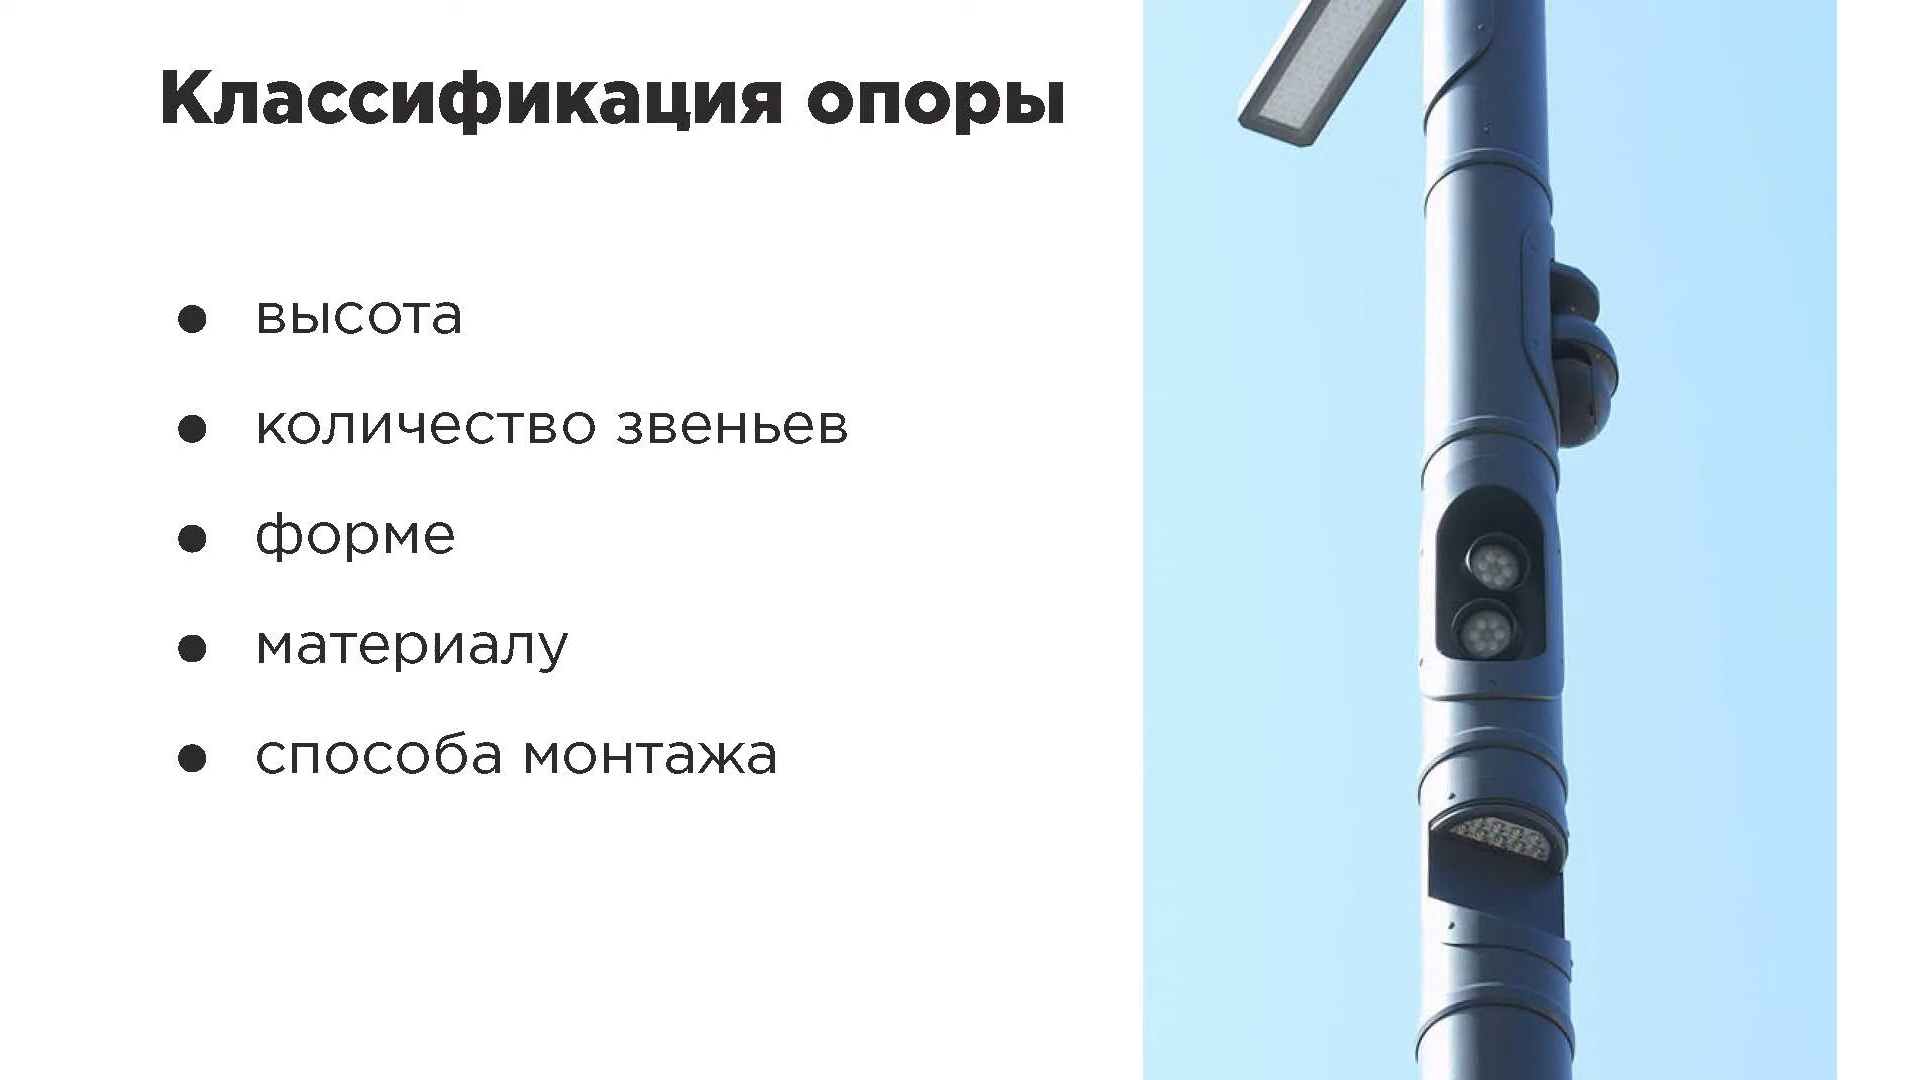 Классификация опоры
● высота
● количество звеньев
● форме
● материалу
● способа монтажа